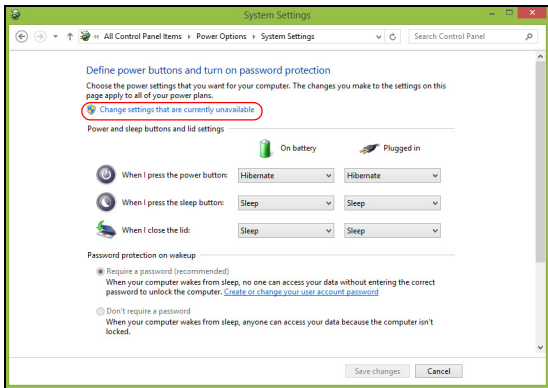 System Settings
« All Control Panel Items ▸ Power Options ▸ System Settings
Search Control Panel
Define power buttons and turn on password protection
Choose the power settings that you want for your computer. The changes you make to the settings on this
page apply to all of your power plans.
Change settings that are currently unavailable
Power and sleep buttons and lid settings
On battery Plugged in
When I press the power button: Hibernate Hibernate
When I press the sleep button: Sleep Sleep
When I close the lid: Sleep Sleep
Password protection on wakeup
Require a password (recommended)
When your computer wakes from sleep, no one can access your data without entering the correct
password to unlock the computer. Create or change your user account password
Don't require a password
When your computer wakes from sleep, anyone can access your data because the computer isn't
locked.
Save changes Cancel